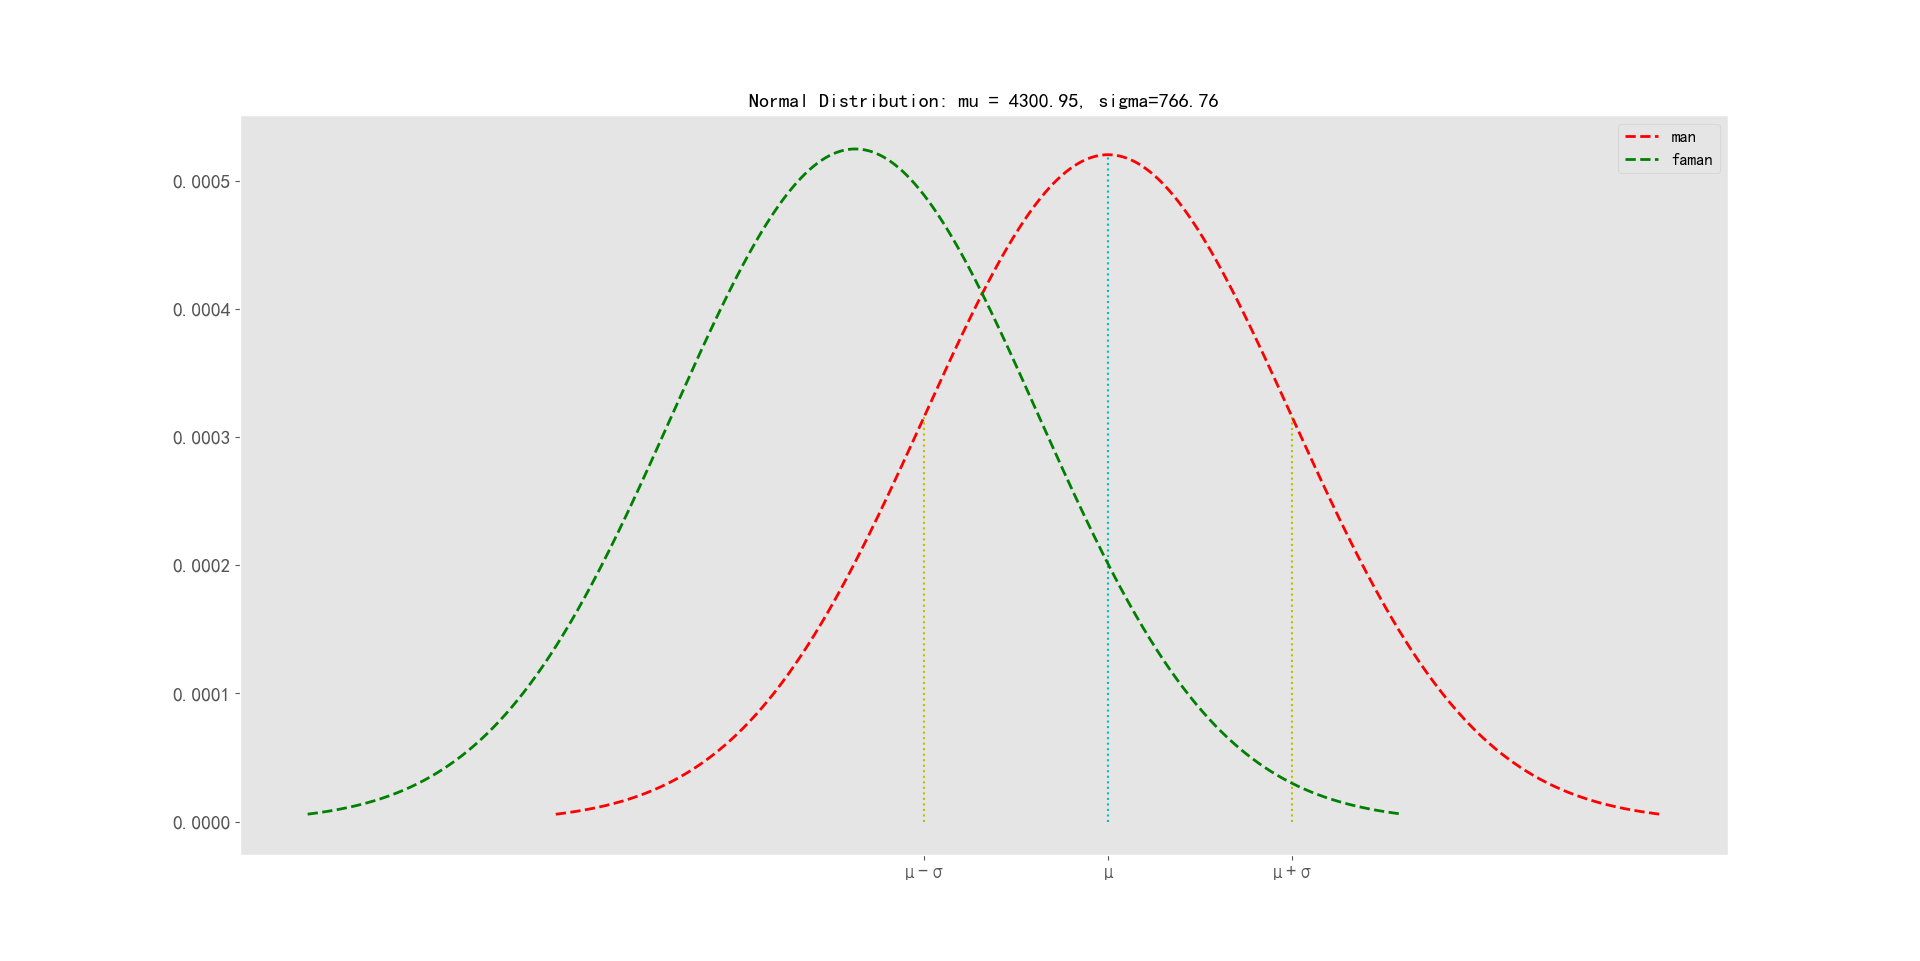 Normal Distribution: mu = 4300.95, sigma=766.76
man
faman
0.0005
0.0004
0.0003
0.0002
0.0001
0.0000
μ−σ
μ
μ+σ